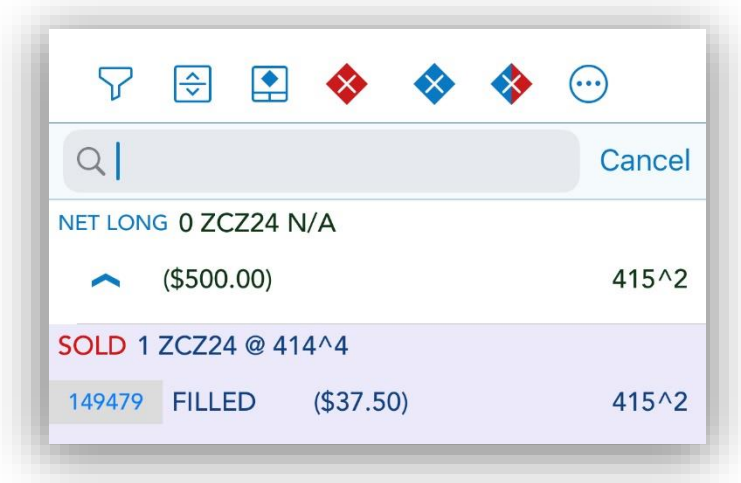 Cancel
NET LONG 0 ZCZ24 N/A
($500.00) 415^2
SOLD 1 ZCZ24 @ 414^4
149479 FILLED ($37.50) 415^2